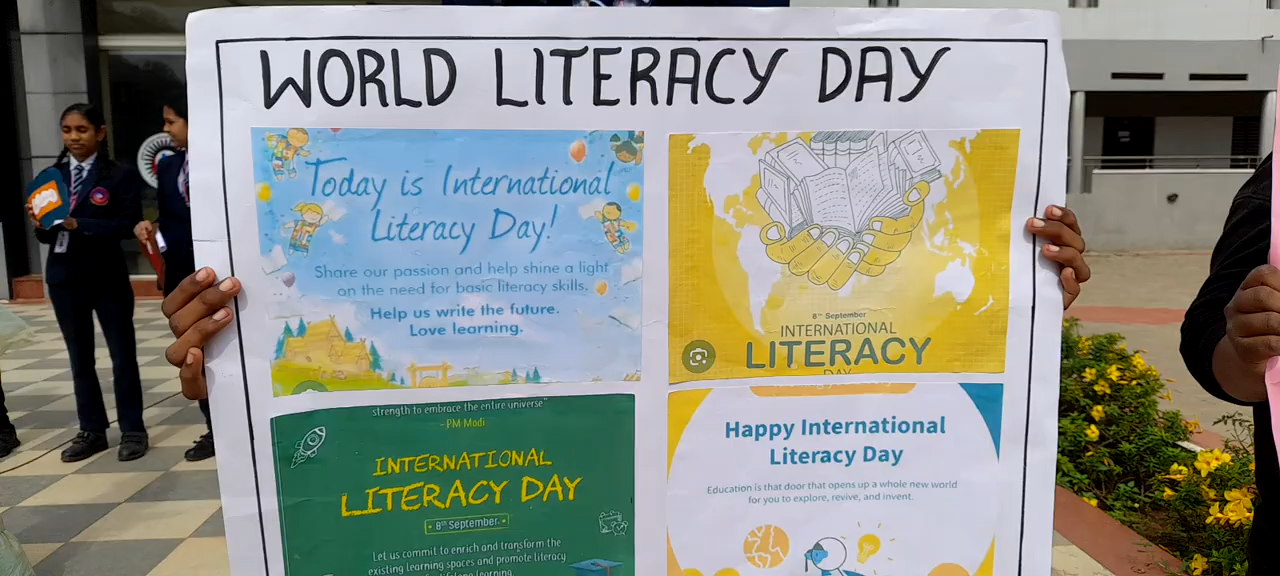 WORLD LITERACY DAY
Today is International
Literacy Day!
Share our passion and help shine a light
on the need for basic literacy skills.
Help us write the future.
Love learning.
8th September
INTERNATIONAL
LITERACY
DAY
strength to embrace the entire universe"
- PM Modi
INTERNATIONAL
LITERACY DAY
8th September
Let us commit to enrich and transform the
existing learning spaces and promote literacy
learning.
Happy International
Literacy Day
Education is that door that opens up a whole new world
for you to explore, revive, and invent.